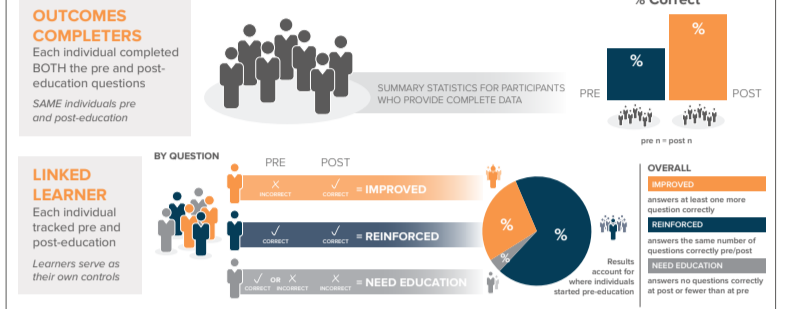 % Correct
OUTCOMES
COMPLETERS
Each individual completed
BOTH the pre and post-
education questions
SAME individuals pre
and post-education
SUMMARY STATISTICS FOR PARTICIPANTS
WHO PROVIDE COMPLETE DATA
PRE
%
%
POST
pre n = post n
LINKED
LEARNER
Each individual
tracked pre and
post-education
Learners serve as
their own controls
BY QUESTION
PRE POST
INCORRECT CORRECT = IMPROVED
CORRECT CORRECT = REINFORCED
CORRECT OR INCORRECT INCORRECT = NEED EDUCATION
%
%
%
Results
account for
where individuals
started pre-education
OVERALL
IMPROVED
answers at least one more
question correctly
REINFORCED
answers the same number of
questions correctly pre/post
NEED EDUCATION
answers no questions correctly
at post or fewer than at pre